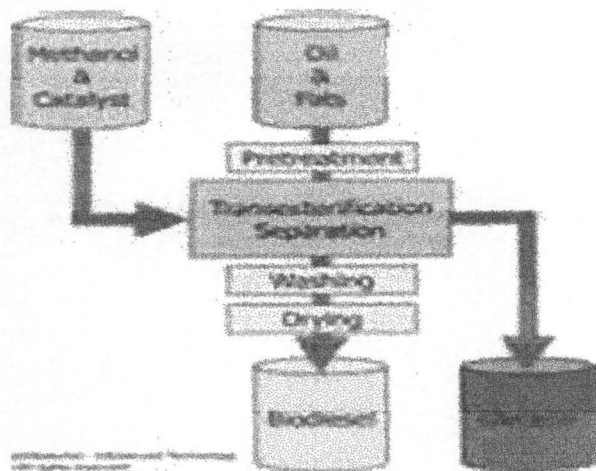 Methanol
&
Catalyst
Oil
&
Fats
Pretreatment
Transesterification
Separation
Washing
Drying
Biodiesel